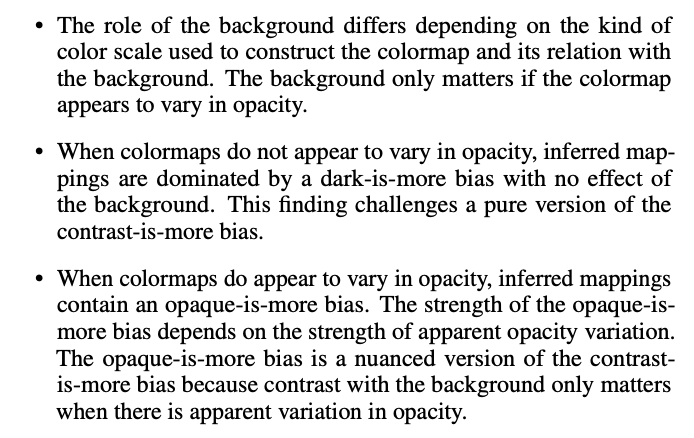 • The role of the background differs depending on the kind of
color scale used to construct the colormap and its relation with
the background. The background only matters if the colormap
appears to vary in opacity.
• When colormaps do not appear to vary in opacity, inferred map-
pings are dominated by a dark-is-more bias with no effect of
the background. This finding challenges a pure version of the
contrast-is-more bias.
• When colormaps do appear to vary in opacity, inferred mappings
contain an opaque-is-more bias. The strength of the opaque-is-
more bias depends on the strength of apparent opacity variation.
The opaque-is-more bias is a nuanced version of the contrast-
is-more bias because contrast with the background only matters
when there is apparent variation in opacity.